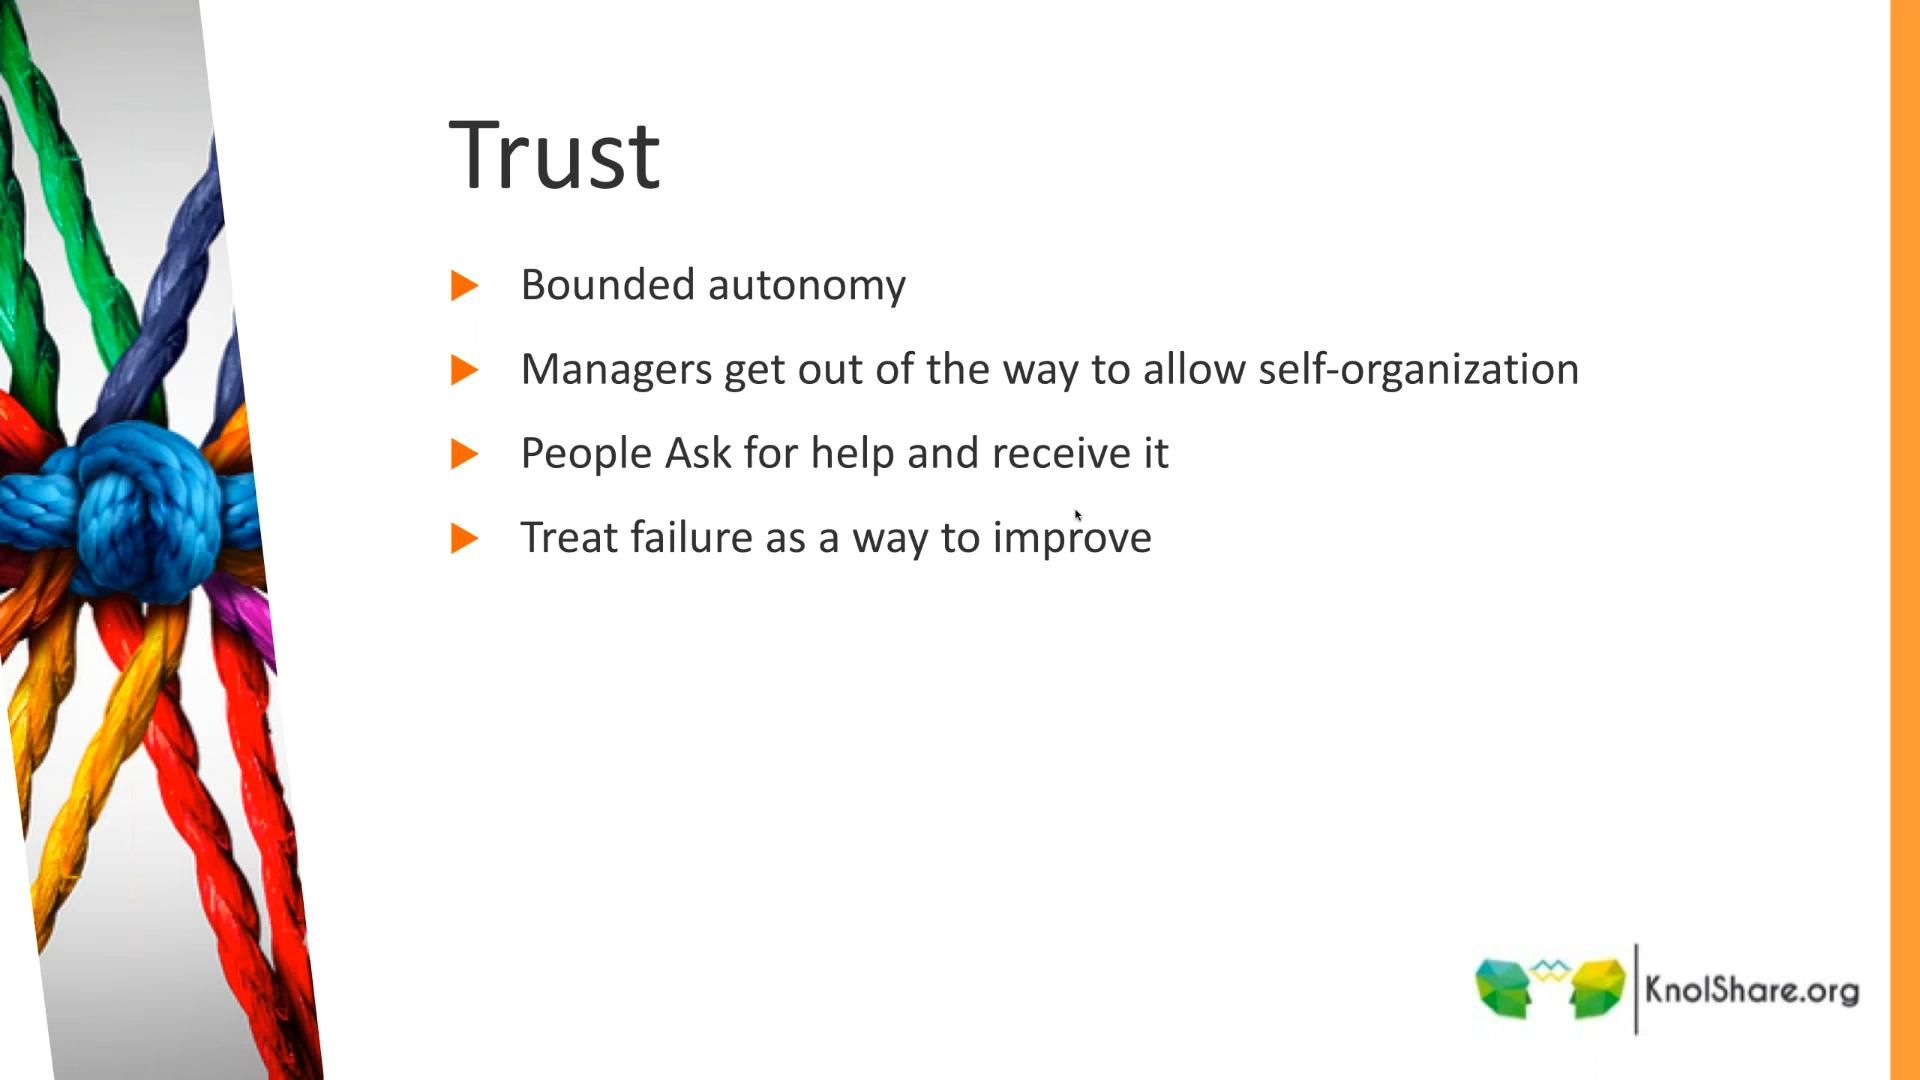 Trust
Bounded autonomy
Managers get out of the way to allow self-organization
People Ask for help and receive it
Treat failure as a way to improve
KnolShare.org